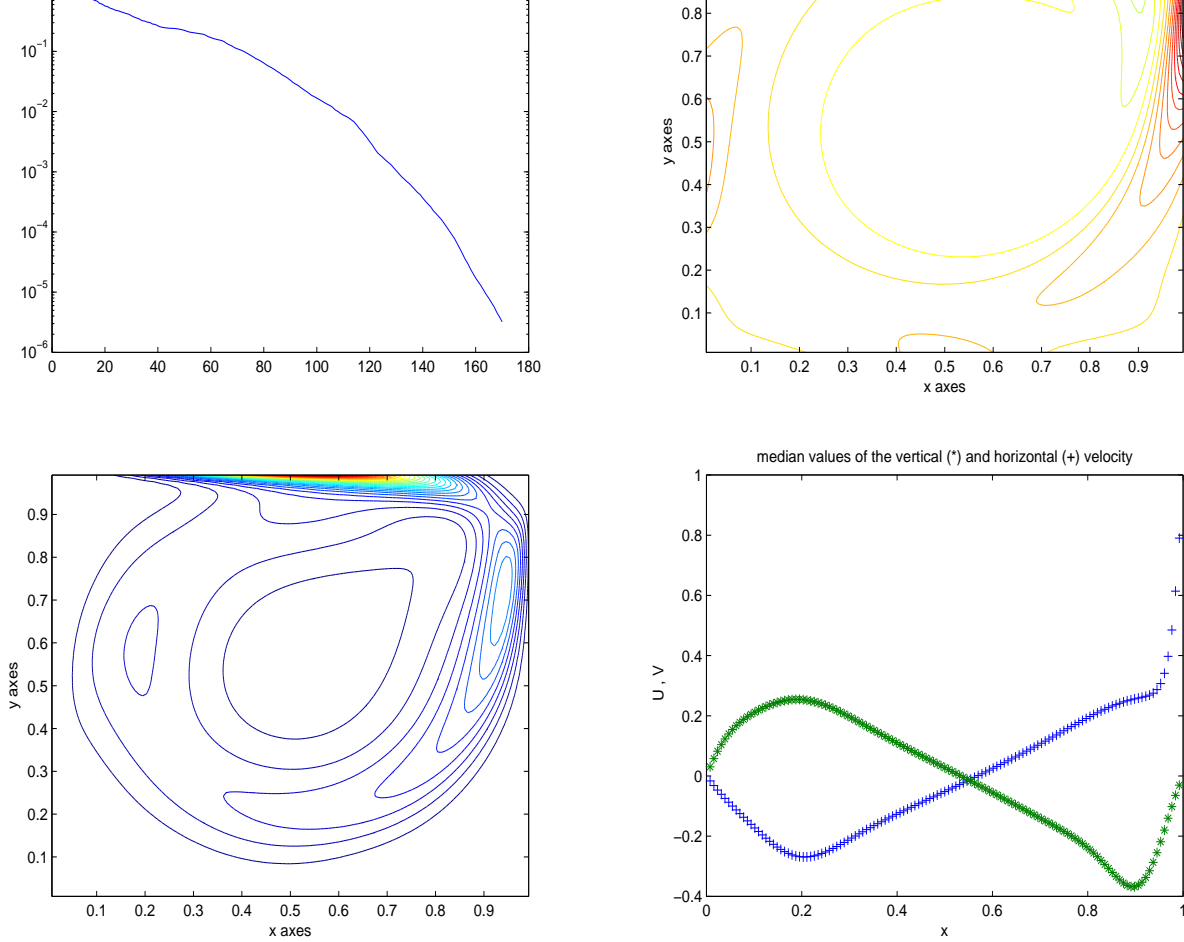 10−1
10−2
10−3
10−4
10−5
10−6
0 20 40 60 80 100 120 140 160 180
0.8
0.7
0.6
0.5
0.4
0.3
0.2
0.1
y axes
0.1 0.2 0.3 0.4 0.5 0.6 0.7 0.8 0.9
x axes
0.9
0.8
0.7
0.6
0.5
0.4
0.3
0.2
0.1
y axes
0.1 0.2 0.3 0.4 0.5 0.6 0.7 0.8 0.9
x axes
median values of the vertical (*) and horizontal (+) velocity
1
0.8
0.6
0.4
0.2
0
−0.2
−0.4
U , V
0 0.2 0.4 0.6 0.8 1
x